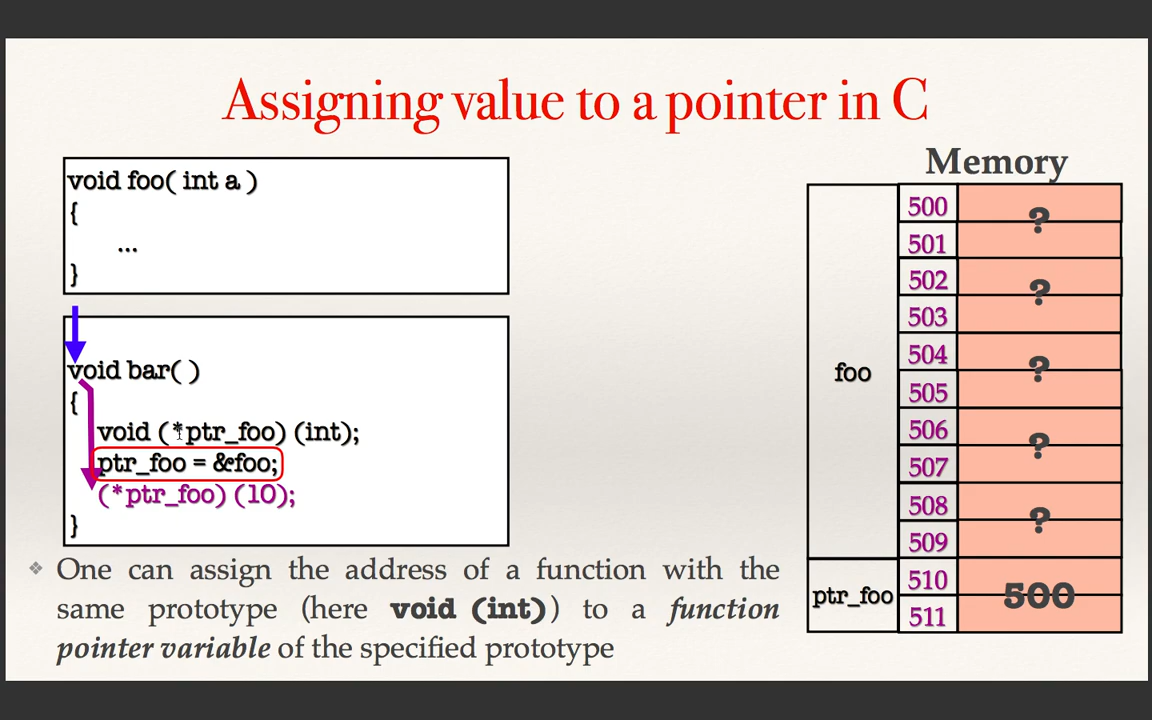 Assigning value to a pointer in C
void foo( int a )
{
...
}
void bar( )
{
void (*ptr_foo) (int);
ptr_foo = &foo;
(*ptr_foo) (10);
}
❖ One can assign the address of a function with the
same prototype (here void (int)) to a function
pointer variable of the specified prototype
Memory
foo
500 ?
501
502 ?
503
504 ?
505
506 ?
507
508 ?
509
ptr_foo
510 500
511